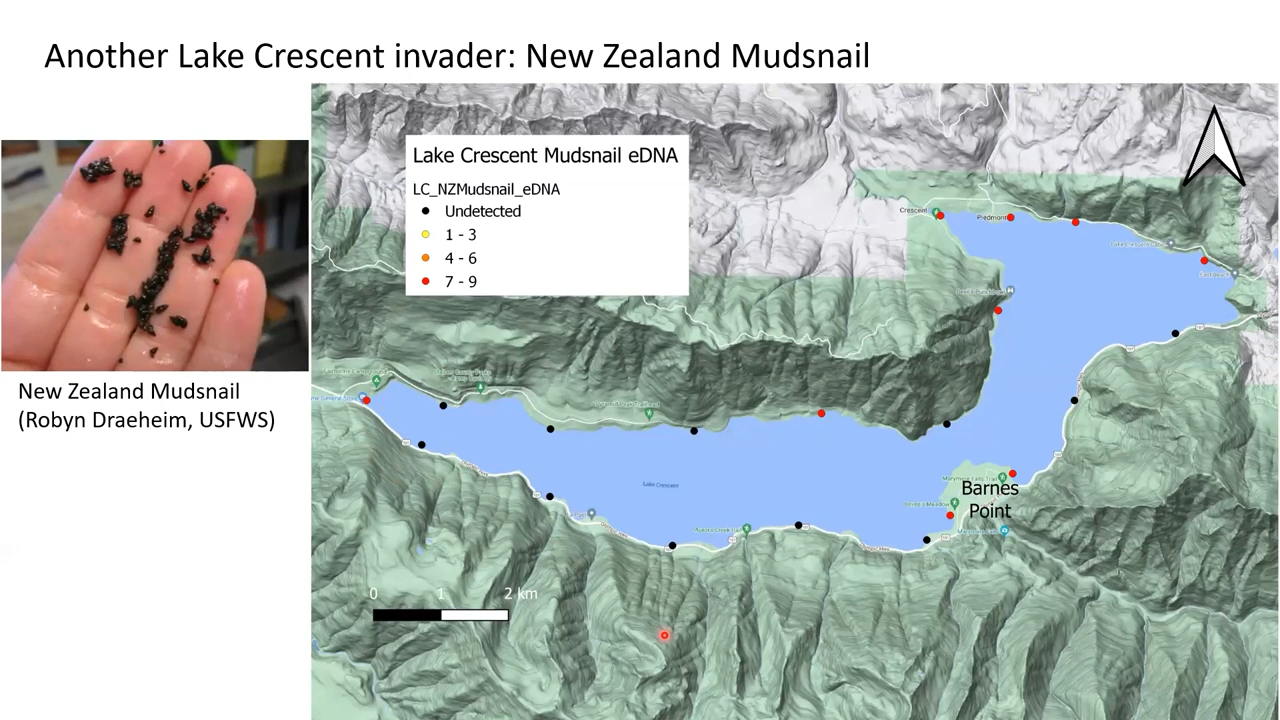 Another Lake Crescent invader: New Zealand Mudsnail
Lake Crescent Mudsnail eDNA
LC_NZMudsnail_eDNA
Undetected
1 - 3
4 - 6
7 - 9
New Zealand Mudsnail
(Robyn Draeheim, USFWS)
Crescent
Piedmont
Lake Crescent
Barnes
Point
0 1 2 km